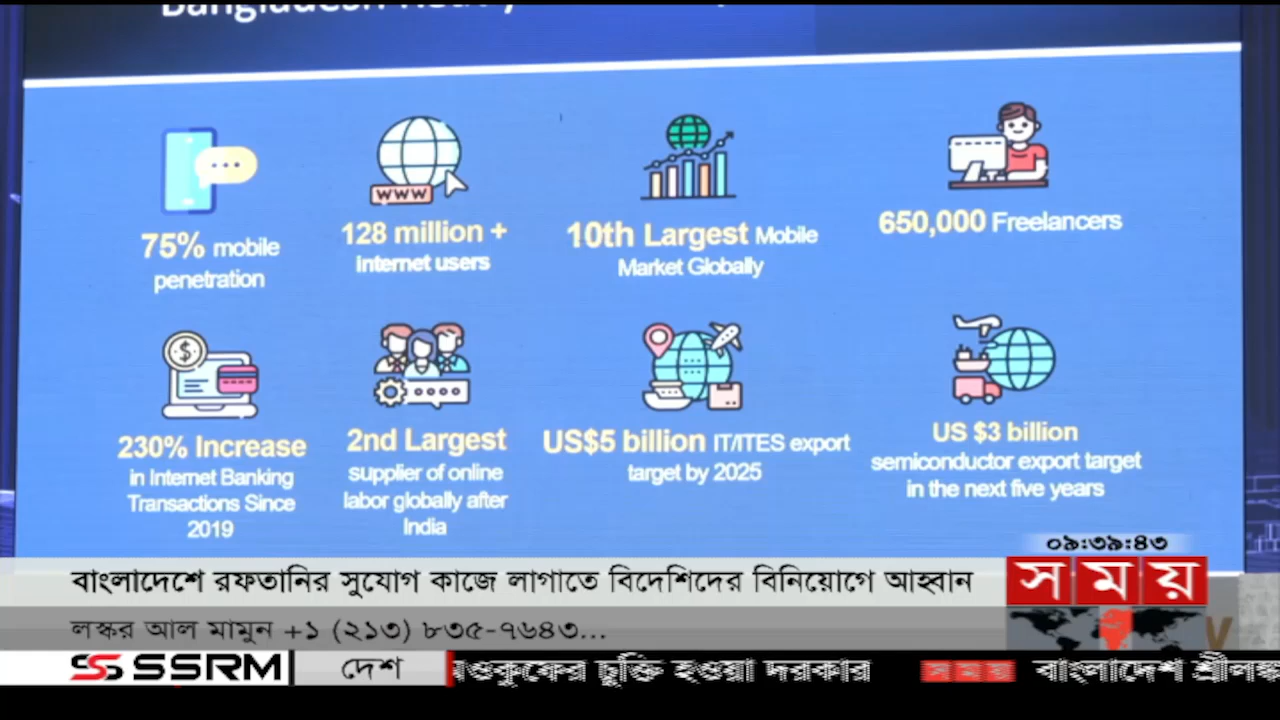 Bangladesh
75% mobile
penetration
www
128 million +
internet users
10th Largest Mobile
Market Globally
650,000 Freelancers
230% Increase
in Internet Banking
Transactions Since
2019
2nd Largest
supplier of online
labor globally after
India
US$5 billion IT/ITES export
target by 2025
US $3 billion
semiconductor export target
in the next five years
০৯:৩৯:৪৩
বাংলাদেশে রফতানির সুযোগ কাজে লাগাতে বিদেশিদের বিনিয়োগে আহ্বান
সময়
লস্কর আল মামুন +১ (২১৩) ৮৩৫-৭৬৪৩...
V
SSRM
দেশ
চুক্তি হওয়া দরকার
সময়
বাংলাদেশ